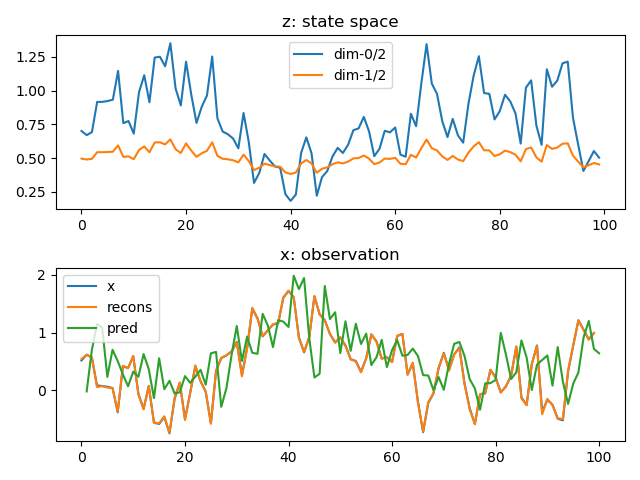 z: state space
1.25
1.00
0.75
0.50
0.25
dim-0/2
dim-1/2
0 20 40 60 80 100
x: observation
2
1
0
x
recons
pred
0 20 40 60 80 100